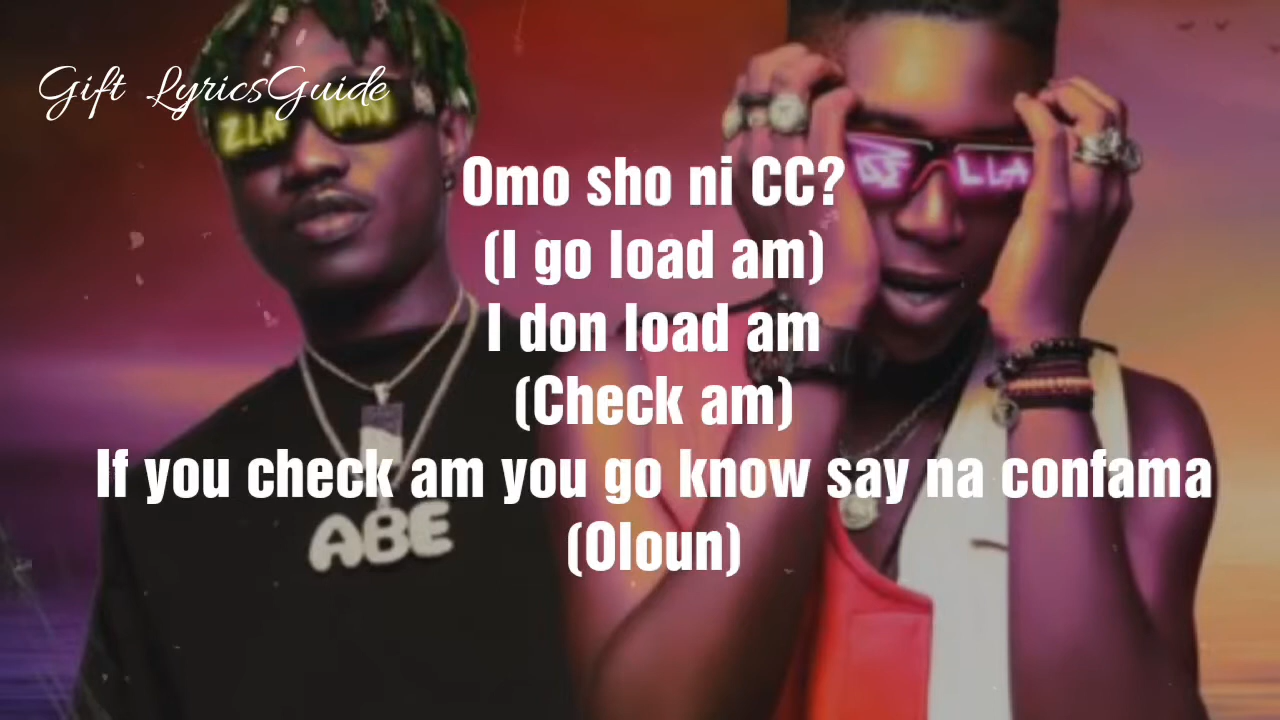 Gift LyricsGuide
ZLA
Omo sho ni CC?
(I go load am)
I don load am
(Check am)
If you check am you go know say na confama
(Oloun)
ABE